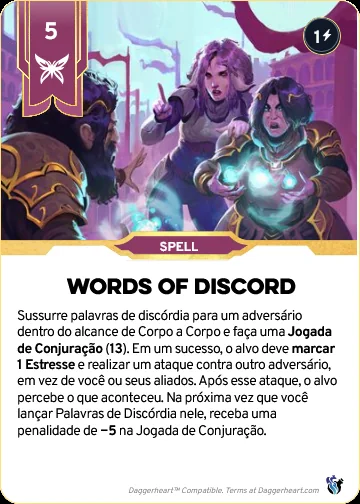 5
1
SPELL
WORDS OF DISCORD
Sussurre palavras de discórdia para um adversário
dentro do alcance de Corpo a Corpo e faça uma Jogada
de Conjuração (13). Em um sucesso, o alvo deve marcar
1 Estresse e realizar um ataque contra outro adversário,
em vez de você ou seus aliados. Após esse ataque, o alvo
percebe o que aconteceu. Na próxima vez que você
lançar Palavras de Discórdia nele, receba uma
penalidade de −5 na Jogada de Conjuração.
Daggerheart™ Compatible. Terms at Daggerheart.com